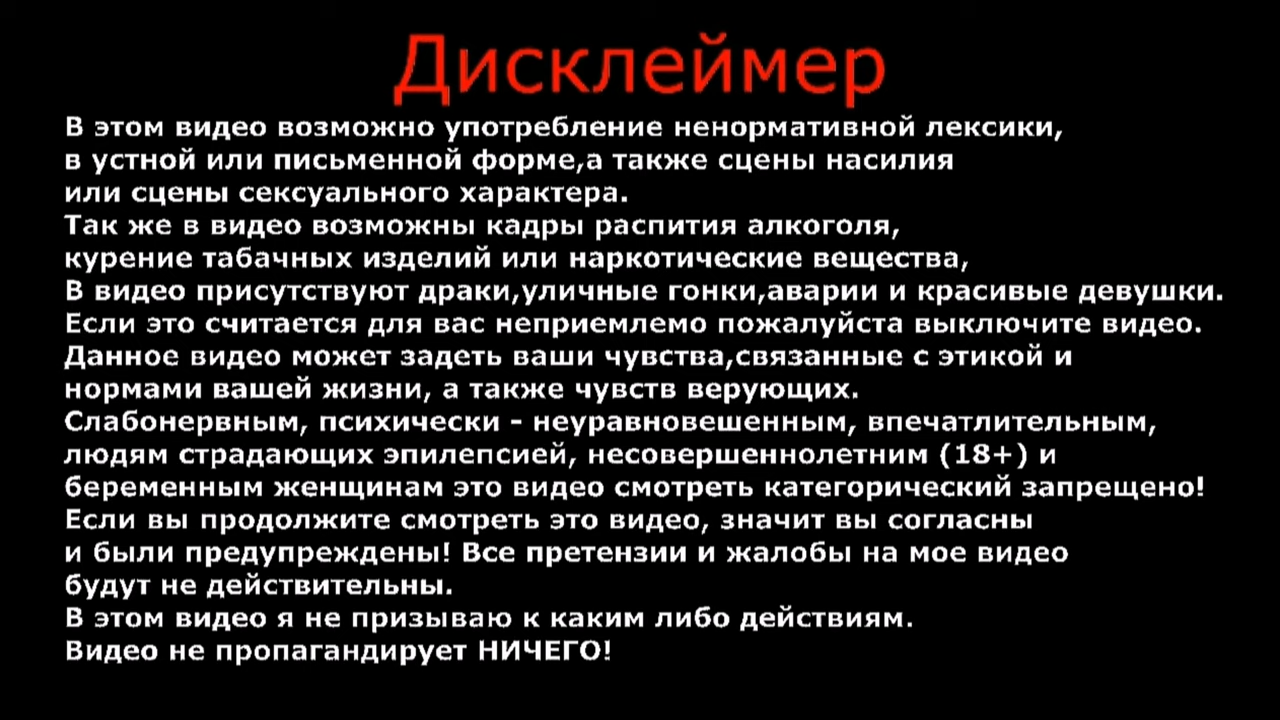 Дисклеймер
В этом видео возможно употребление ненормативной лексики,
в устной или письменной форме,а также сцены насилия
или сцены сексуального характера.
Так же в видео возможны кадры распития алкоголя,
курение табачных изделий или наркотические вещества,
В видео присутствуют драки,уличные гонки,аварии и красивые девушки.
Если это считается для вас неприемлемо пожалуйста выключите видео.
Данное видео может задеть ваши чувства,связанные с этикой и
нормами вашей жизни, а также чувств верующих.
Слабонервным, психически - неуравновешенным, впечатлительным,
людям страдающих эпилепсией, несовершеннолетним (18+) и
беременным женщинам это видео смотреть категорический запрещено!
Если вы продолжите смотреть это видео, значит вы согласны
и были предупреждены! Все претензии и жалобы на мое видео
будут не действительны.
В этом видео я не призываю к каким либо действиям.
Видео не пропагандирует НИЧЕГО!